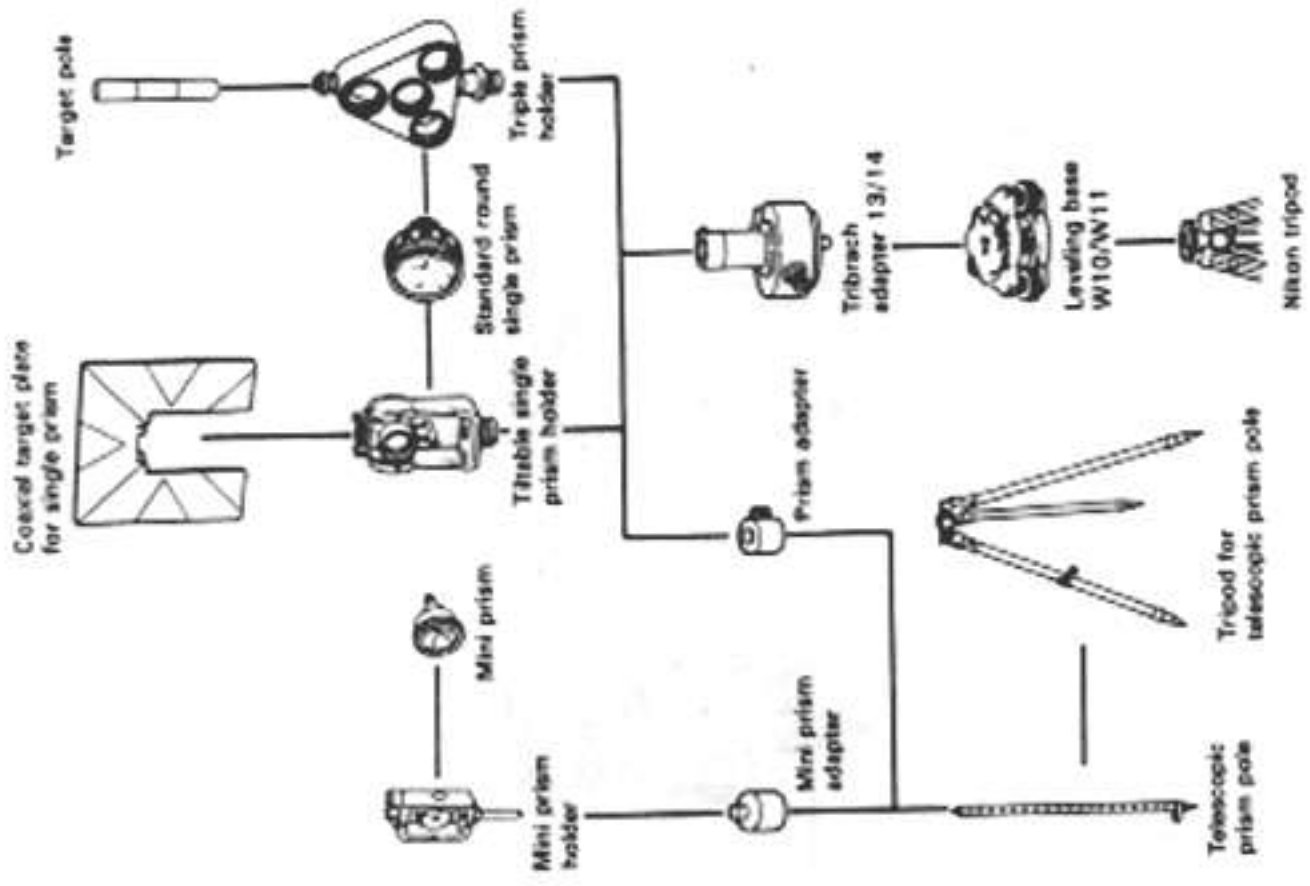 Target pole
Triple prism
holder
Standard round
single prism
Coaxial target plate
for single prism
Tiltable single
prism holder
Mini prism
Mini prism
holder
Tribrach
adapter 13/14
Leveling base
W10/W11
Nikon tripod
Prism adapter
Mini prism
adapter
Tripod for
telescopic prism pole
Telescopic
prism pole